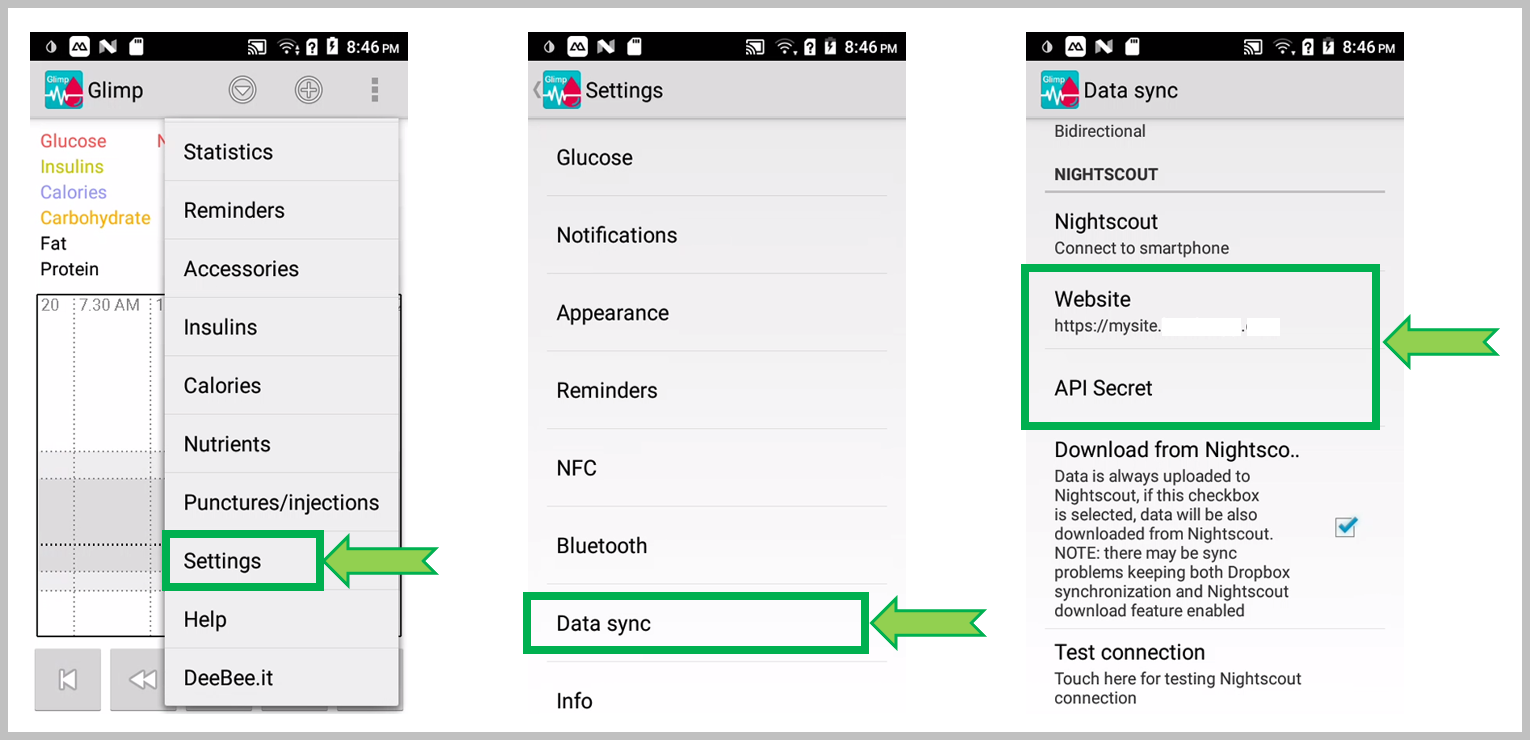 8:46 PM
Glimp
Glimp
Glucose
Insulins
Calories
Carbohydrate
Fat
Protein
20 7.30 AM
Statistics
Reminders
Accessories
Insulins
Calories
Nutrients
Punctures/injections
Settings
Help
DeeBee.it
8:46 PM
Glimp
Settings
Glucose
Notifications
Appearance
Reminders
NFC
Bluetooth
Data sync
Info
8:46 PM
Glimp
Data sync
Bidirectional
NIGHTSCOUT
Nightscout
Connect to smartphone
Website
https://mysite.
API Secret
Download from Nightsco..
Data is always uploaded to
Nightscout, if this checkbox
is selected, data will be also
downloaded from Nightscout.
NOTE: there may be sync
problems keeping both Dropbox
synchronization and Nightscout
download feature enabled
Test connection
Touch here for testing Nightscout
connection